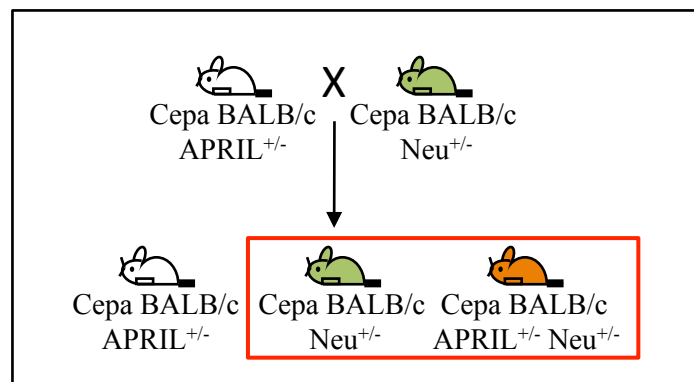 X
Cepa BALB/c Cepa BALB/c
APRIL+/- Neu+/-
Cepa BALB/c Cepa BALB/c Cepa BALB/c
APRIL+/- Neu+/- APRIL+/- Neu+/-